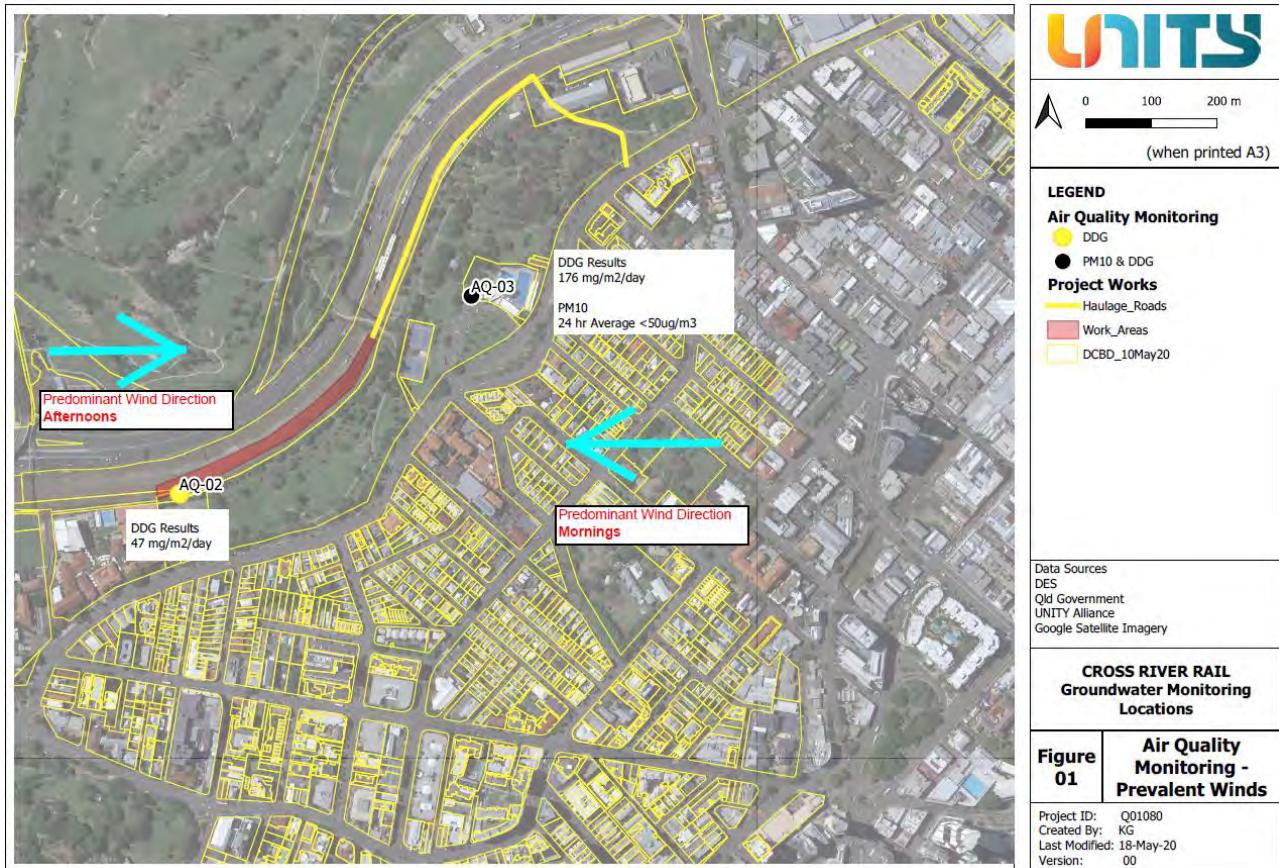 AQ-03
DDG Results
176 mg/m2/day
PM10
24 hr Average <50ug/m3
Predominant Wind Direction
Afternoons
Predominant Wind Direction
Mornings
AQ-02
DDG Results
47 mg/m2/day
UNITY
0 100 200 m
(when printed A3)
LEGEND
Air Quality Monitoring
DDG
PM10 & DDG
Project Works
Haulage_Roads
Work_Areas
DCBD_10May20
Data Sources
DES
Qld Government
UNITY Alliance
Google Satellite Imagery
CROSS RIVER RAIL
Groundwater Monitoring
Locations
Figure
01
Air Quality
Monitoring -
Prevalent Winds
Project ID: Q01080
Created By: KG
Last Modified: 18-May-20
Version: 00